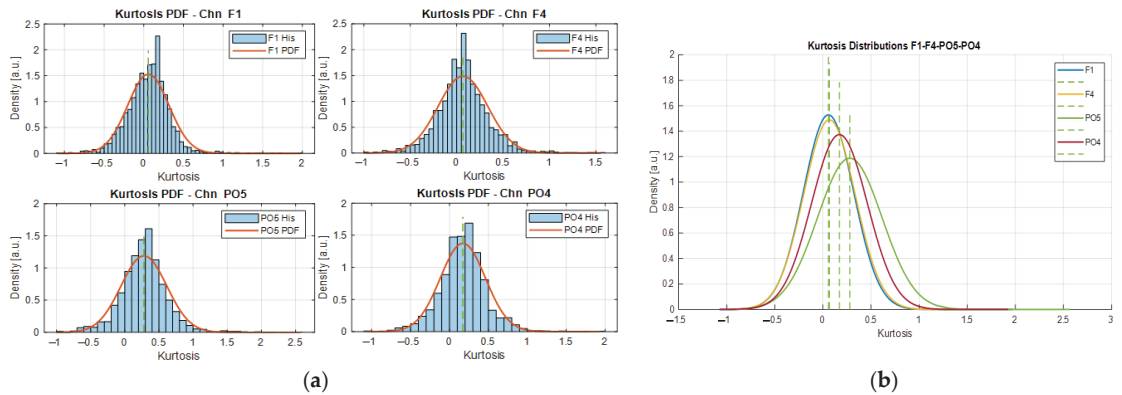 Kurtosis PDF - Chn F1
2.5
2
1.5
1
0.5
0
Density [a.u.]
F1 His
F1 PDF
−1 −0.5 0 0.5 1 1.5 2
Kurtosis
Kurtosis PDF - Chn F4
2.5
2
1.5
1
0.5
0
Density [a.u.]
F4 His
F4 PDF
−1 −0.5 0 0.5 1 1.5
Kurtosis
Kurtosis PDF - Chn PO5
2
1.5
1
0.5
0
Density [a.u.]
PO5 His
PO5 PDF
−1 −0.5 0 0.5 1 1.5 2 2.5
Kurtosis
Kurtosis PDF - Chn PO4
2
1.5
1
0.5
0
Density [a.u.]
PO4 His
PO4 PDF
−1 −0.5 0 0.5 1 1.5 2
Kurtosis
(a)
Kurtosis Distributions F1-F4-PO5-PO4
2
1.8
1.6
1.4
1.2
1
0.8
0.6
0.4
0.2
0
Density [a.u.]
F1
F4
PO5
PO4
−1.5 −1 −0.5 0 0.5 1 1.5 2 2.5 3
Kurtosis
(b)